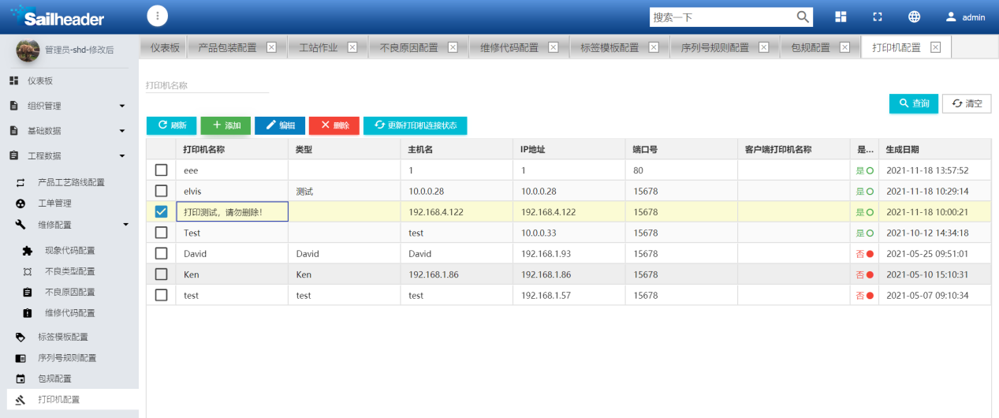 Sailheader
搜索一下
admin
管理员-shd-修改后
仪表板 产品包装配置 工站作业 不良原因配置 维修代码配置 标签模板配置 序列号规则配置 包规配置 打印机配置
仪表板
组织管理
基础数据
工程数据
产品工艺路线配置
工单管理
维修配置
现象代码配置
不良类型配置
不良原因配置
维修代码配置
标签模板配置
序列号规则配置
包规配置
打印机配置
打印机名称
查询 清空
刷新 添加 编辑 删除 更新打印机连接状态
打印机名称 类型 主机名 IP地址 端口号 客户端打印机名称 是... 生成日期
eee 1 1 80 是 2021-11-18 13:57:52
elvis 测试 10.0.0.28 10.0.0.28 15678 是 2021-11-18 10:29:14
打印测试，请勿删除！ 192.168.4.122 192.168.4.122 15678 是 2021-11-18 10:00:21
Test test 10.0.0.33 15678 是 2021-10-12 14:34:18
David David David 192.168.1.93 15678 否 2021-05-25 09:51:01
Ken Ken 192.168.1.86 192.168.1.86 15678 否 2021-05-10 15:10:31
test test test 192.168.1.57 15678 否 2021-05-07 09:10:34